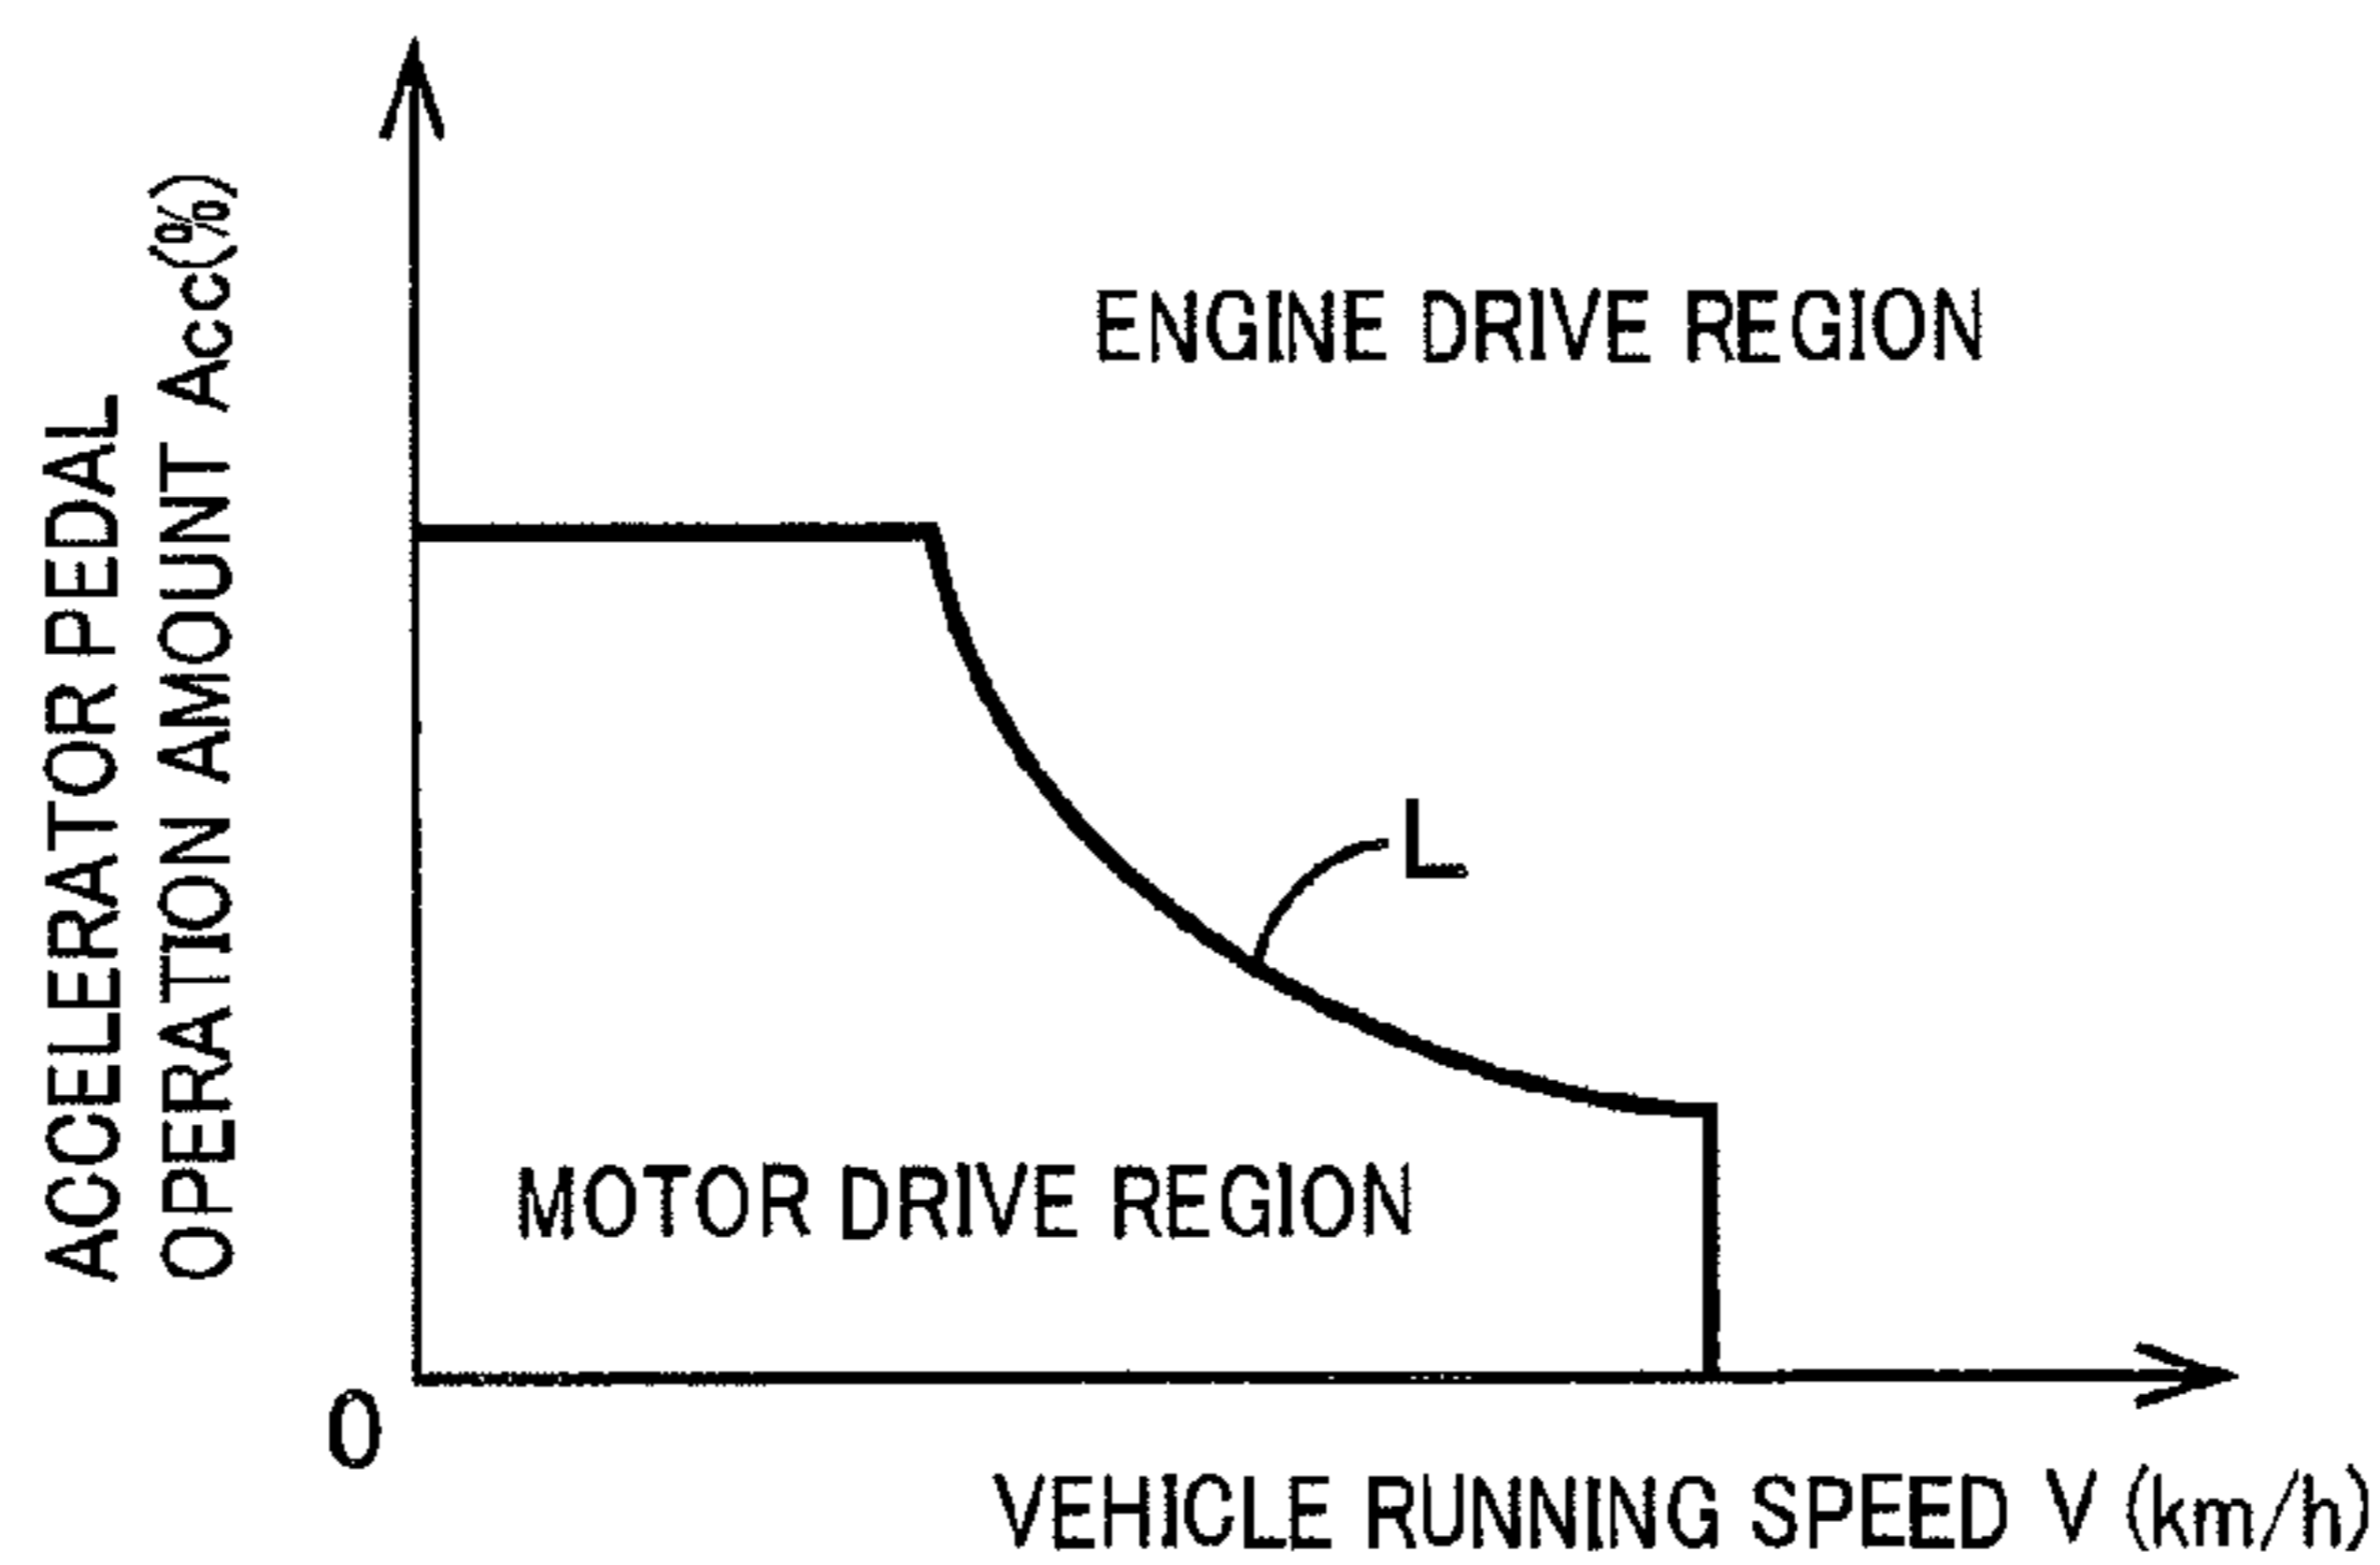 ACCELERATOR PEDAL
OPERATION AMOUNT Acc(%)
ENGINE DRIVE REGION
L
MOTOR DRIVE REGION
0
VEHICLE RUNNING SPEED V (km/h)